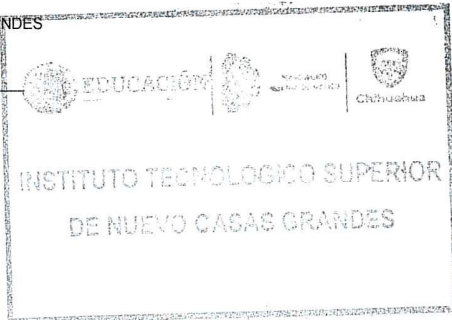 NDES
EDUCACIÓN
Chihuahua
INSTITUTO TECNOLOGICO SUPERIOR
DE NUEVO CASAS GRANDES